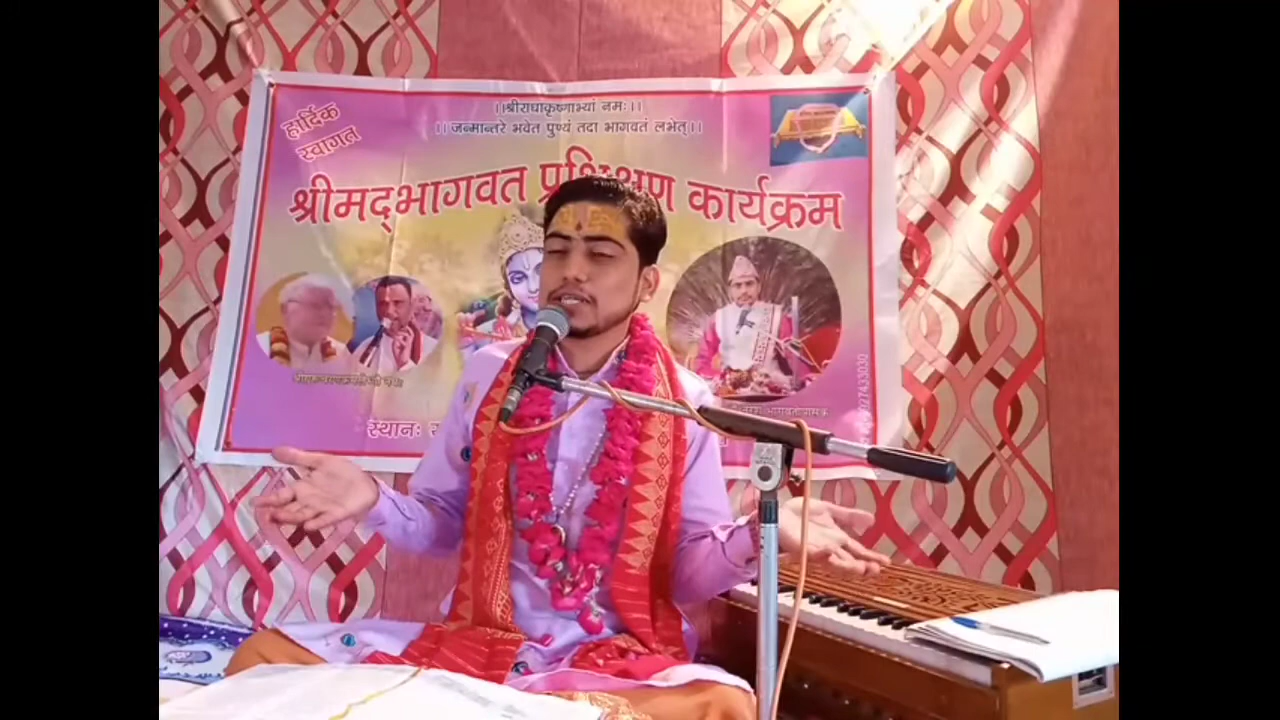 ।।श्रीराधाकृष्णाभ्यां नमः।।
।।जन्मान्तरे भवेत पुण्यं तदा भागवतं लभेत्।।
हार्दिक
स्वागत
श्रीमद्भागवत प्रशिक्षण कार्यक्रम
स्थानः